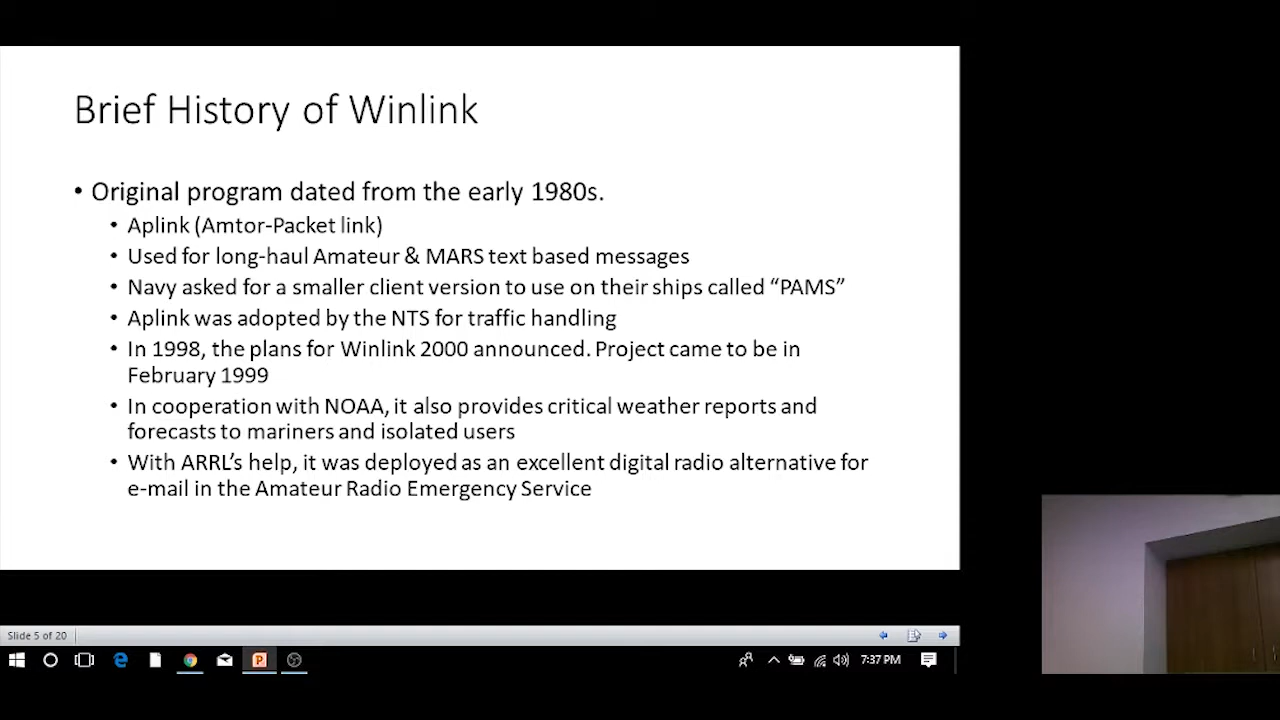 Brief History of Winlink
• Original program dated from the early 1980s.
• Aplink (Amtor-Packet link)
• Used for long-haul Amateur & MARS text based messages
• Navy asked for a smaller client version to use on their ships called “PAMS”
• Aplink was adopted by the NTS for traffic handling
• In 1998, the plans for Winlink 2000 announced. Project came to be in
February 1999
• In cooperation with NOAA, it also provides critical weather reports and
forecasts to mariners and isolated users
• With ARRL’s help, it was deployed as an excellent digital radio alternative for
e-mail in the Amateur Radio Emergency Service
Slide 5 of 20
7:37 PM